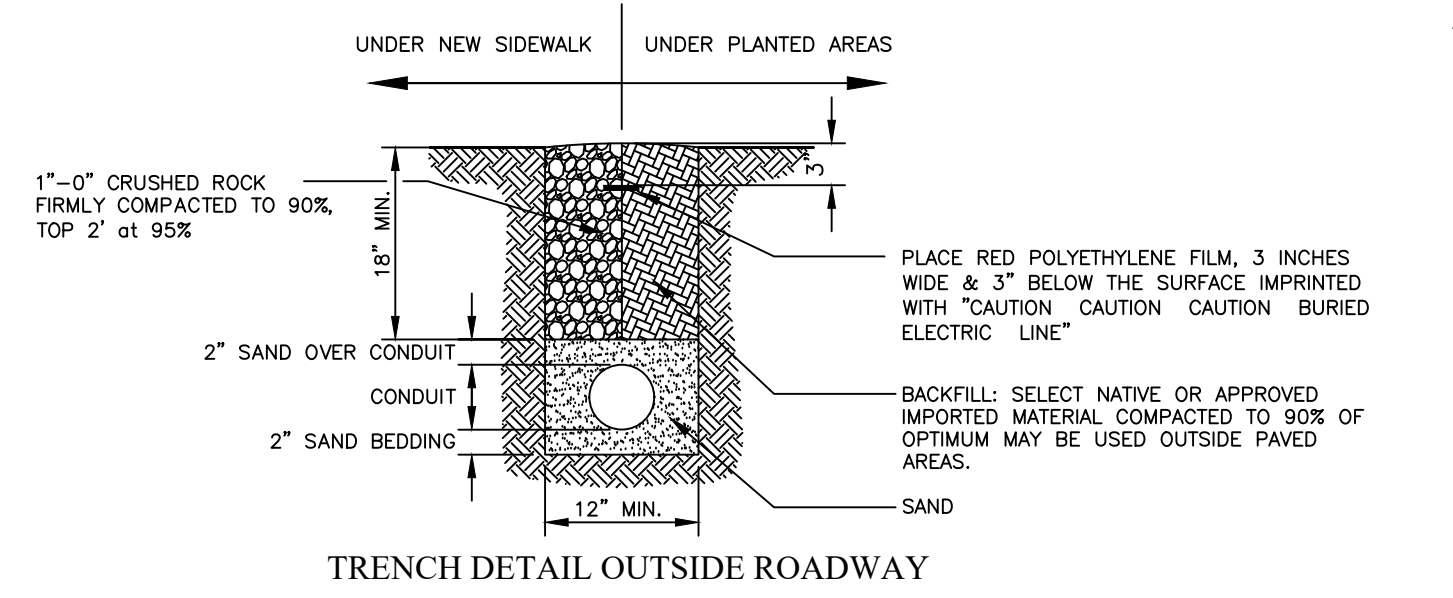 UNDER NEW SIDEWALK
UNDER PLANTED AREAS
3"
1"-0" CRUSHED ROCK
FIRMLY COMPACTED TO 90%,
TOP 2' at 95%
18" MIN.
PLACE RED POLYETHYLENE FILM, 3 INCHES
WIDE & 3" BELOW THE SURFACE IMPRINTED
WITH "CAUTION CAUTION CAUTION BURIED
ELECTRIC LINE"
2" SAND OVER CONDUIT
CONDUIT
2" SAND BEDDING
BACKFILL: SELECT NATIVE OR APPROVED
IMPORTED MATERIAL COMPACTED TO 90% OF
OPTIMUM MAY BE USED OUTSIDE PAVED
AREAS.
SAND
12" MIN.
TRENCH DETAIL OUTSIDE ROADWAY